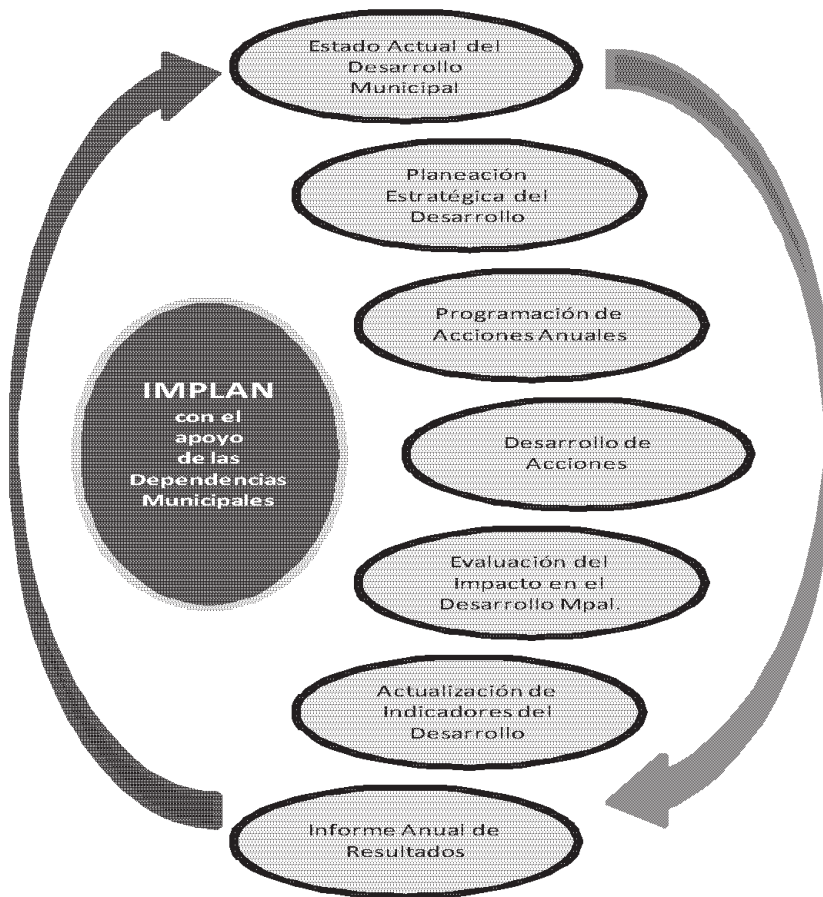 Estado Actual del
Desarrollo
Municipal
Planeación
Estratégica del
Desarrollo
Programación de
Acciones Anuales
IMPLAN
con el
apoyo
de las
Dependencias
Municipales
Desarrollo de
Acciones
Evaluación del
Impacto en el
Desarrollo Mpal.
Actualización de
Indicadores del
Desarrollo
Informe Anual de
Resultados